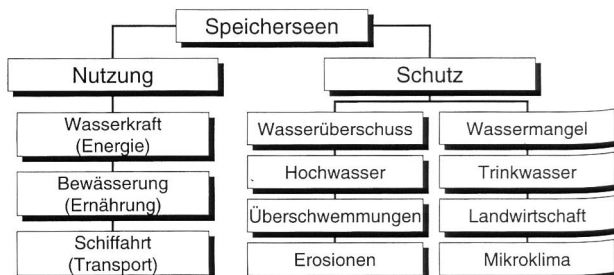 Speicherseen
Nutzung
Wasserkraft
(Energie)
Bewässerung
(Ernährung)
Schiffahrt
(Transport)
Schutz
Wasserüberschuss
Hochwasser
Überschwemmungen
Erosionen
Wassermangel
Trinkwasser
Landwirtschaft
Mikroklima